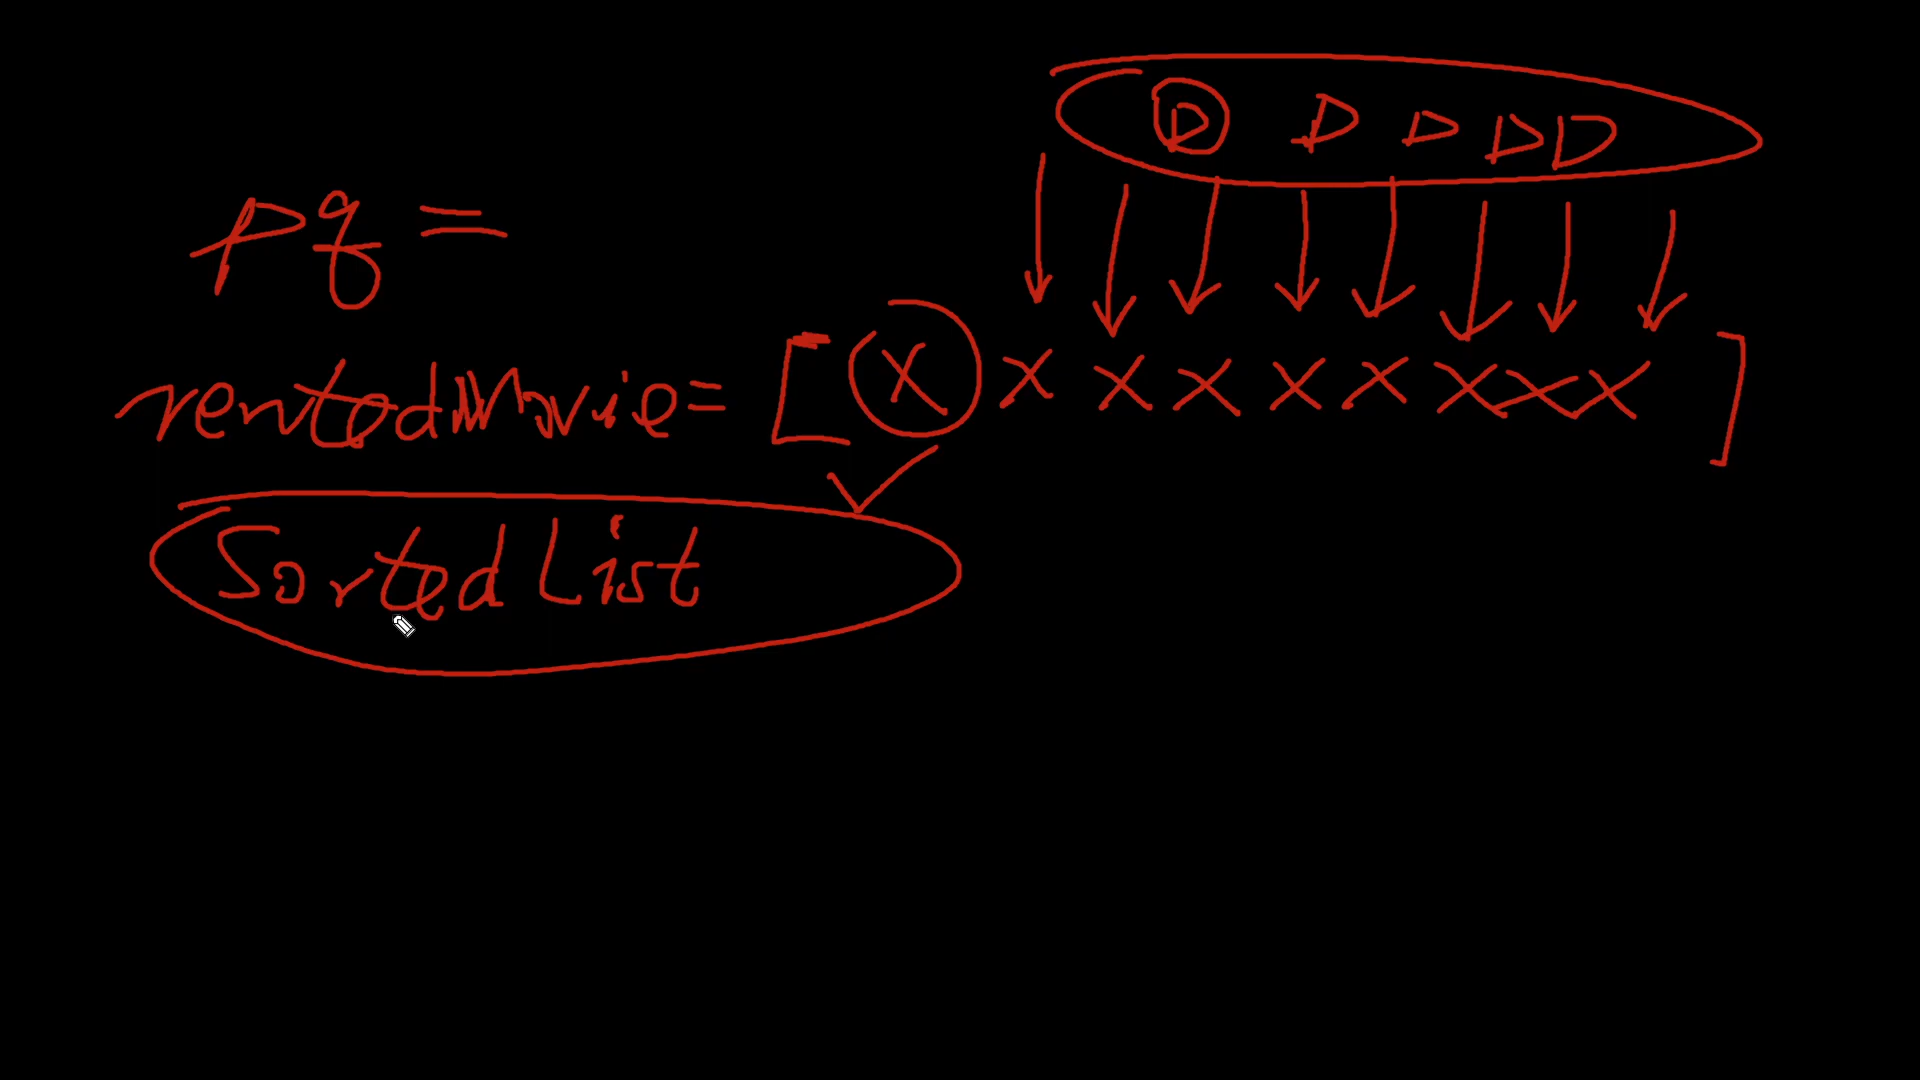 D D D D D
pq =
rentedMovie = [ X X X X X X X X X ]
Sorted List